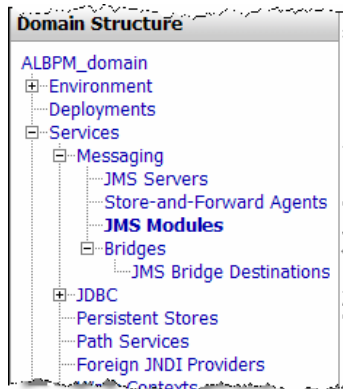 Domain Structure
ALBPM_domain
Environment
Deployments
Services
Messaging
JMS Servers
Store-and-Forward Agents
JMS Modules
Bridges
JMS Bridge Destinations
JDBC
Persistent Stores
Path Services
Foreign JNDI Providers
Contexts